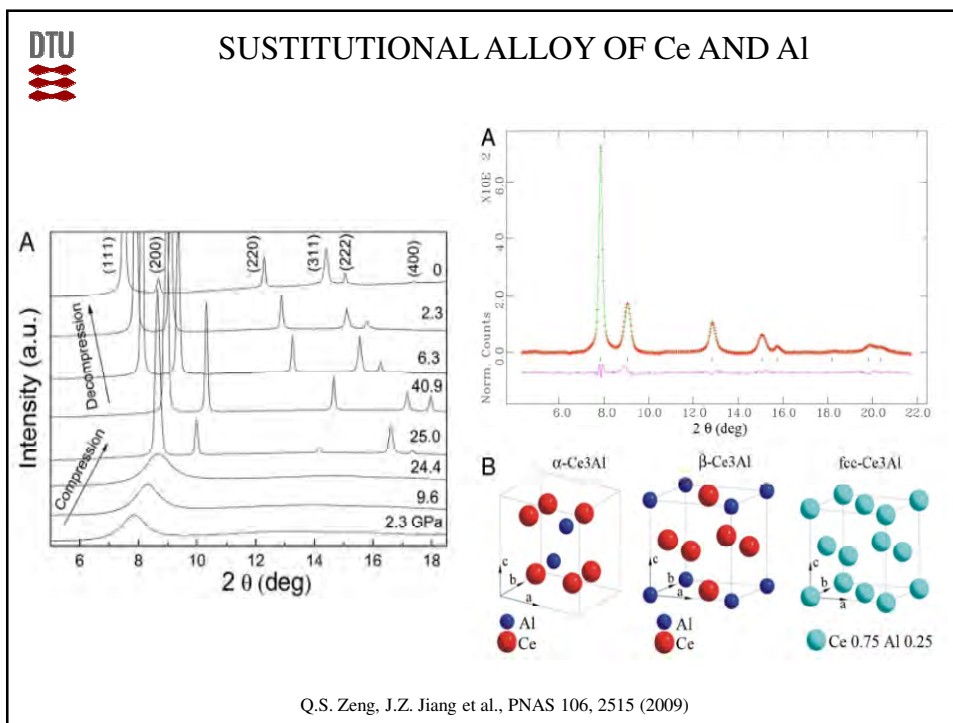 DTU
SUSTITUTIONAL ALLOY OF Ce AND Al
A
(111)
(200)
(220)
(311)
(222)
(400)
0
2.3
6.3
40.9
25.0
24.4
9.6
2.3 GPa
Decompression
Compression
Intensity (a.u.)
6 8 10 12 14 16 18
2 θ (deg)
A
X10E 2
6.0
4.0
2.0
0.0
Norm. Counts
6.0 8.0 10.0 12.0 14.0 16.0 18.0 20.0 22.0
2 θ (deg)
B
α-Ce3Al β-Ce3Al fcc-Ce3Al
c
b
a
c
b
a
c
b
a
Al
Ce
Al
Ce
Ce 0.75 Al 0.25
Q.S. Zeng, J.Z. Jiang et al., PNAS 106, 2515 (2009)